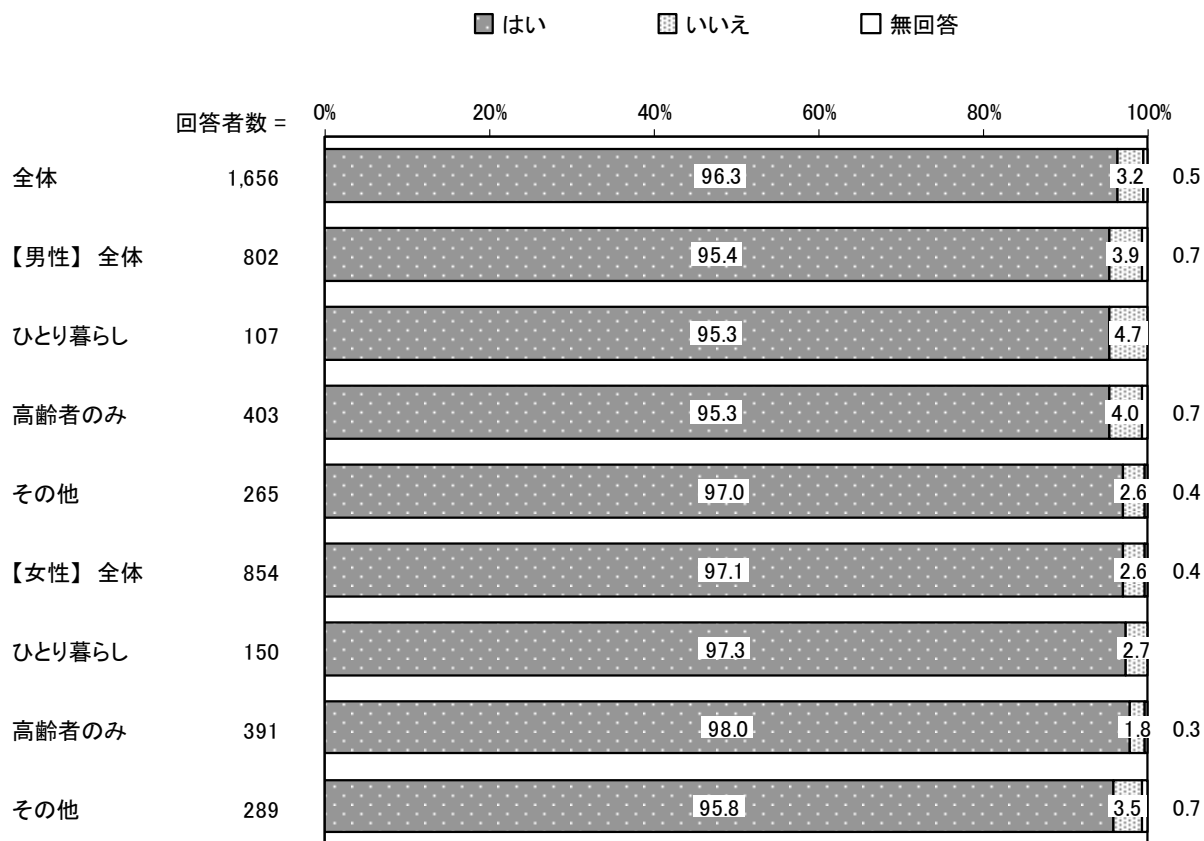 はい いいえ 無回答
回答者数 = 0% 20% 40% 60% 80% 100%
全体 1,656 96.3 3.2 0.5
【男性】 全体 802 95.4 3.9 0.7
ひとり暮らし 107 95.3 4.7
高齢者のみ 403 95.3 4.0 0.7
その他 265 97.0 2.6 0.4
【女性】 全体 854 97.1 2.6 0.4
ひとり暮らし 150 97.3 2.7
高齢者のみ 391 98.0 1.8 0.3
その他 289 95.8 3.5 0.7